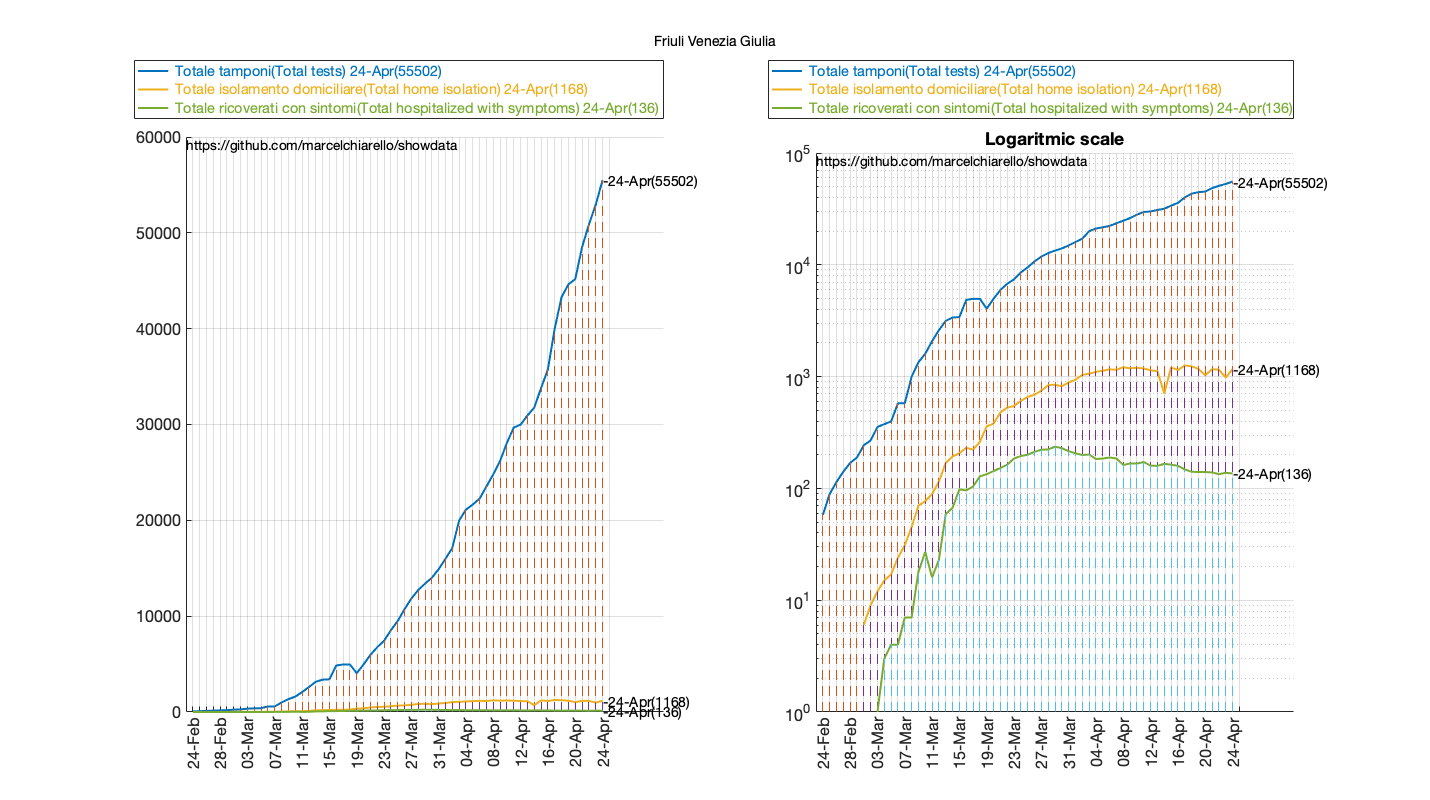 Friuli Venezia Giulia
Totale tamponi(Total tests) 24-Apr(55502)
Totale isolamento domiciliare(Total home isolation) 24-Apr(1168)
Totale ricoverati con sintomi(Total hospitalized with symptoms) 24-Apr(136)
60000
50000
40000
30000
20000
10000
0
https://github.com/marcelchiarello/showdata
-24-Apr(55502)
-24-Apr(1168)
-24-Apr(136)
24-Feb
28-Feb
03-Mar
07-Mar
11-Mar
15-Mar
19-Mar
23-Mar
27-Mar
31-Mar
04-Apr
08-Apr
12-Apr
16-Apr
20-Apr
24-Apr
Totale tamponi(Total tests) 24-Apr(55502)
Totale isolamento domiciliare(Total home isolation) 24-Apr(1168)
Totale ricoverati con sintomi(Total hospitalized with symptoms) 24-Apr(136)
Logaritmic scale
10^5
10^4
10^3
10^2
10^1
10^0
https://github.com/marcelchiarello/showdata
-24-Apr(55502)
-24-Apr(1168)
-24-Apr(136)
24-Feb
28-Feb
03-Mar
07-Mar
11-Mar
15-Mar
19-Mar
23-Mar
27-Mar
31-Mar
04-Apr
08-Apr
12-Apr
16-Apr
20-Apr
24-Apr